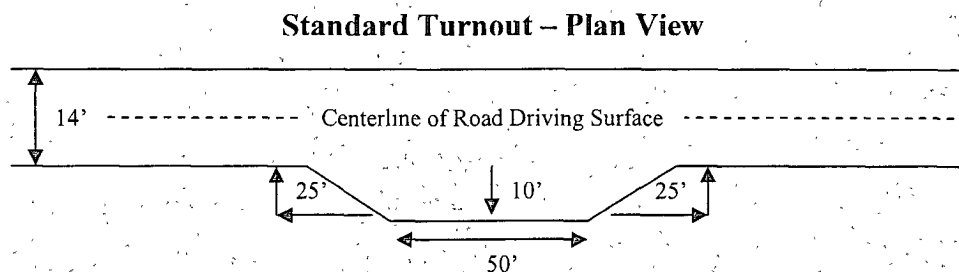 Standard Turnout – Plan View
14’
Centerline of Road Driving Surface
25’
10’
25’
50’